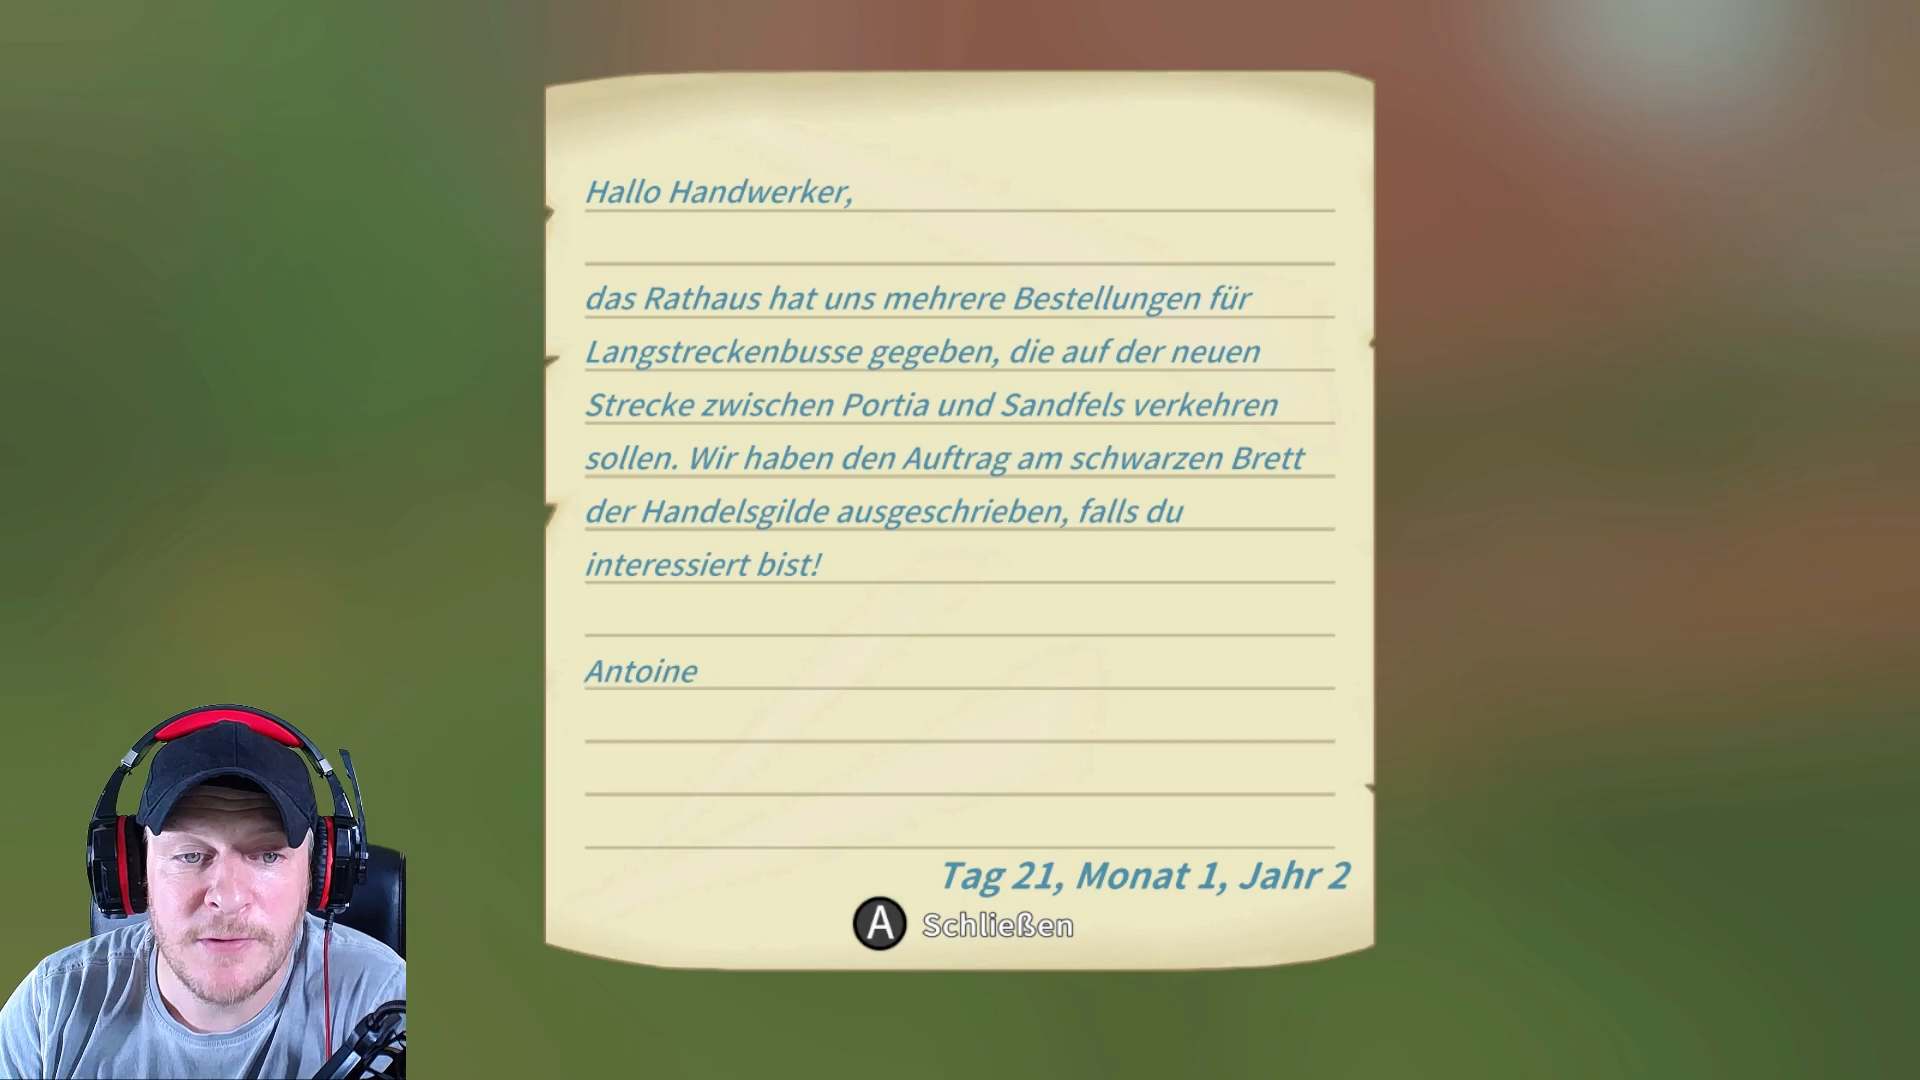 Hallo Handwerker,
das Rathaus hat uns mehrere Bestellungen für
Langstreckenbusse gegeben, die auf der neuen
Strecke zwischen Portia und Sandfels verkehren
sollen. Wir haben den Auftrag am schwarzen Brett
der Handelsgilde ausgeschrieben, falls du
interessiert bist!
Antoine
Tag 21, Monat 1, Jahr 2
A Schließen